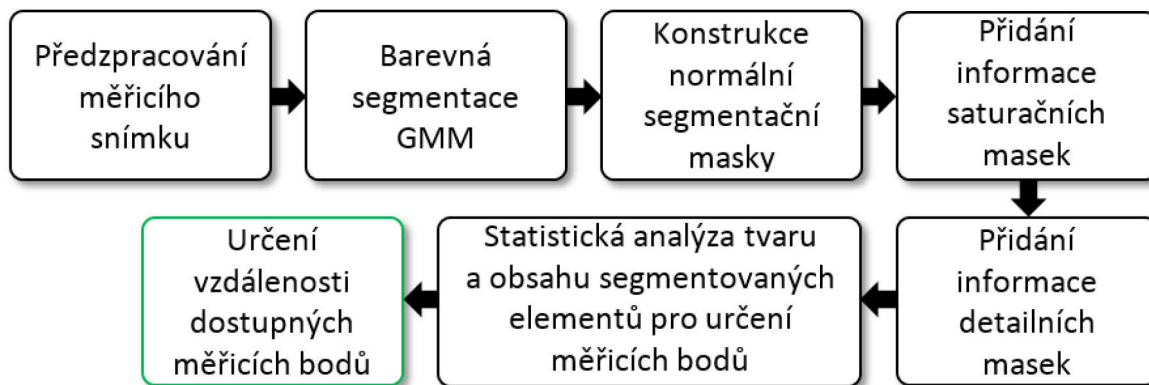 Předzpracování
měřicího
snímku
Barevná
segmentace
GMM
Konstrukce
normální
segmentační
masky
Přidání
informace
saturačních
masek
Přidání
informace
detailních
masek
Statistická analýza tvaru
a obsahu segmentovaných
elementů pro určení
měřicích bodů
Určení
vzdálenosti
dostupných
měřicích bodů